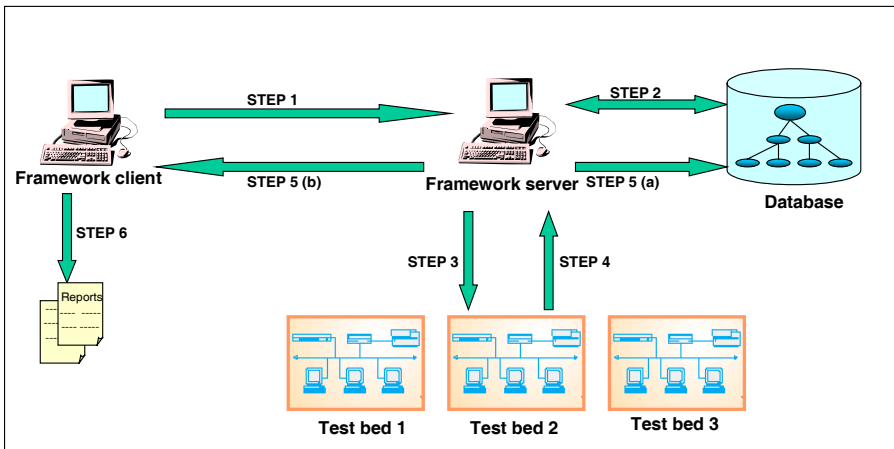 STEP 1
STEP 2
Framework client
STEP 5 (b)
Framework server
STEP 5 (a)
Database
STEP 6
STEP 3
STEP 4
Reports
Test bed 1
Test bed 2
Test bed 3